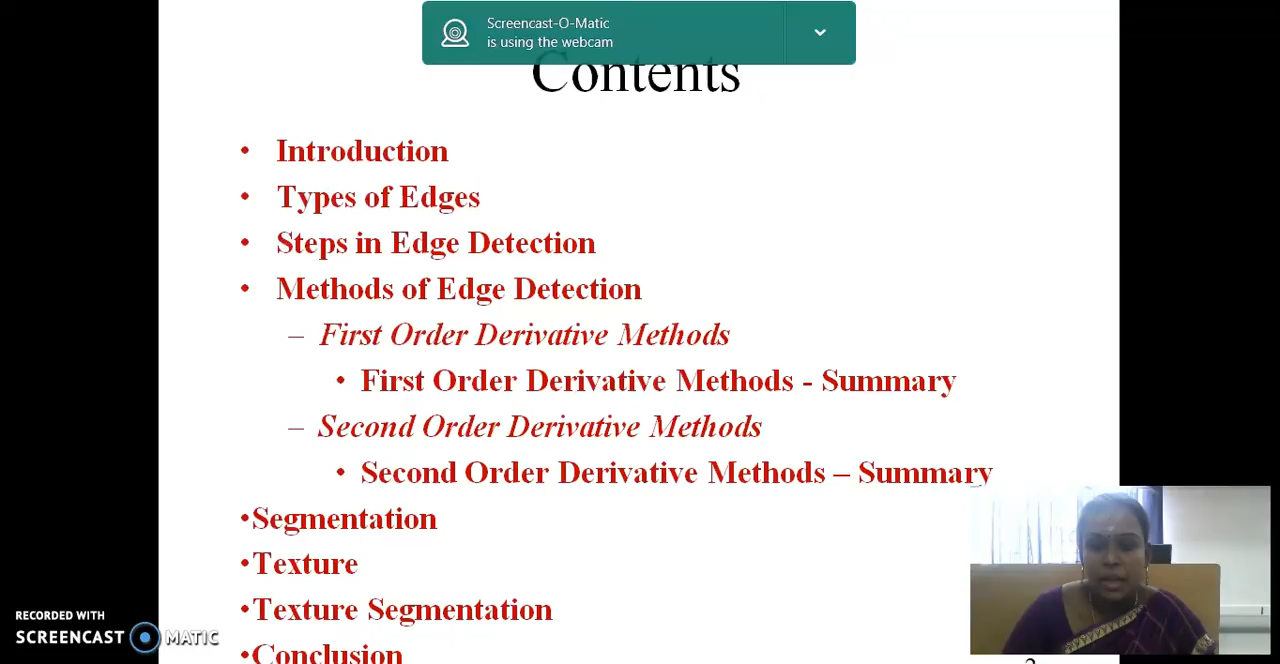 Screencast-O-Matic
is using the webcam
Contents
• Introduction
• Types of Edges
• Steps in Edge Detection
• Methods of Edge Detection
– First Order Derivative Methods
• First Order Derivative Methods - Summary
– Second Order Derivative Methods
• Second Order Derivative Methods – Summary
•Segmentation
•Texture
•Texture Segmentation
•Conclusion
RECORDED WITH
SCREENCAST MATIC